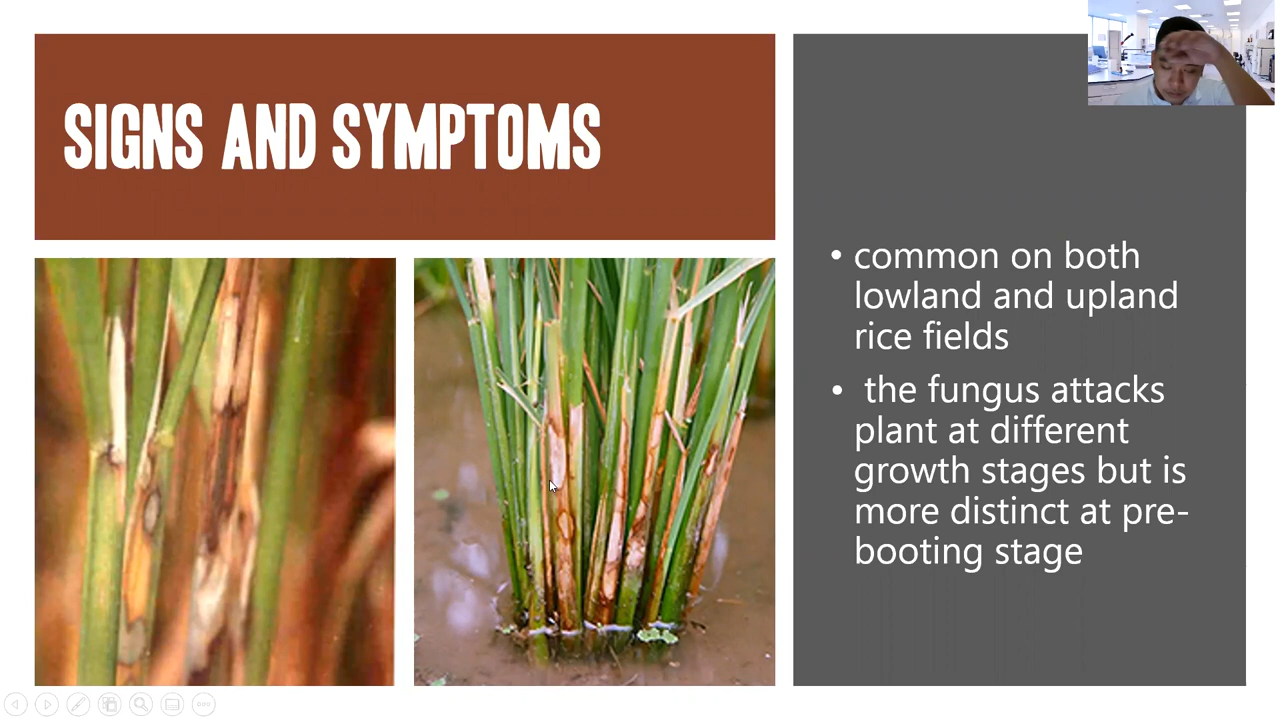 SIGNS AND SYMPTOMS
• common on both
lowland and upland
rice fields
• the fungus attacks
plant at different
growth stages but is
more distinct at pre-
booting stage